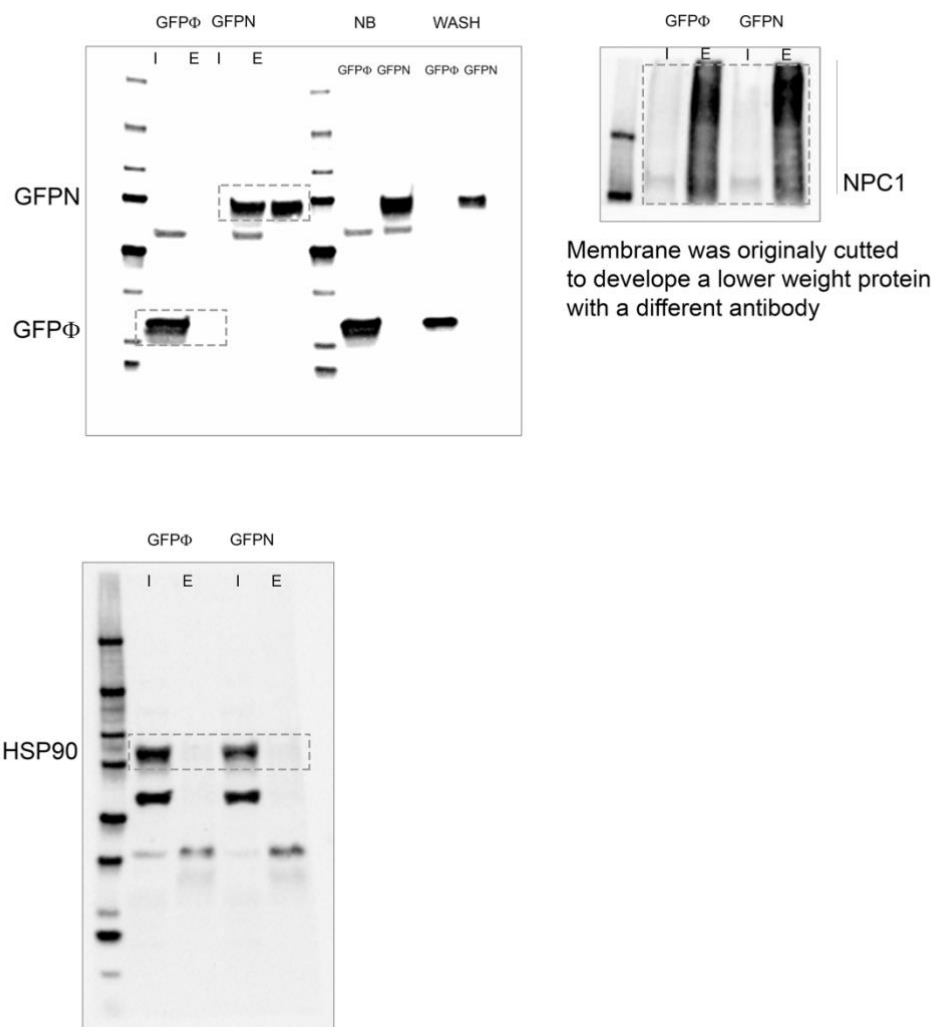 GFPΦ GFPN
I E I E
NB WASH
GFPΦ GFPN GFPΦ GFPN
GFPN
GFPΦ
GFPΦ GFPN
I E I E
NPC1
Membrane was originaly cutted
to develope a lower weight protein
with a different antibody
GFPΦ GFPN
I E I E
HSP90